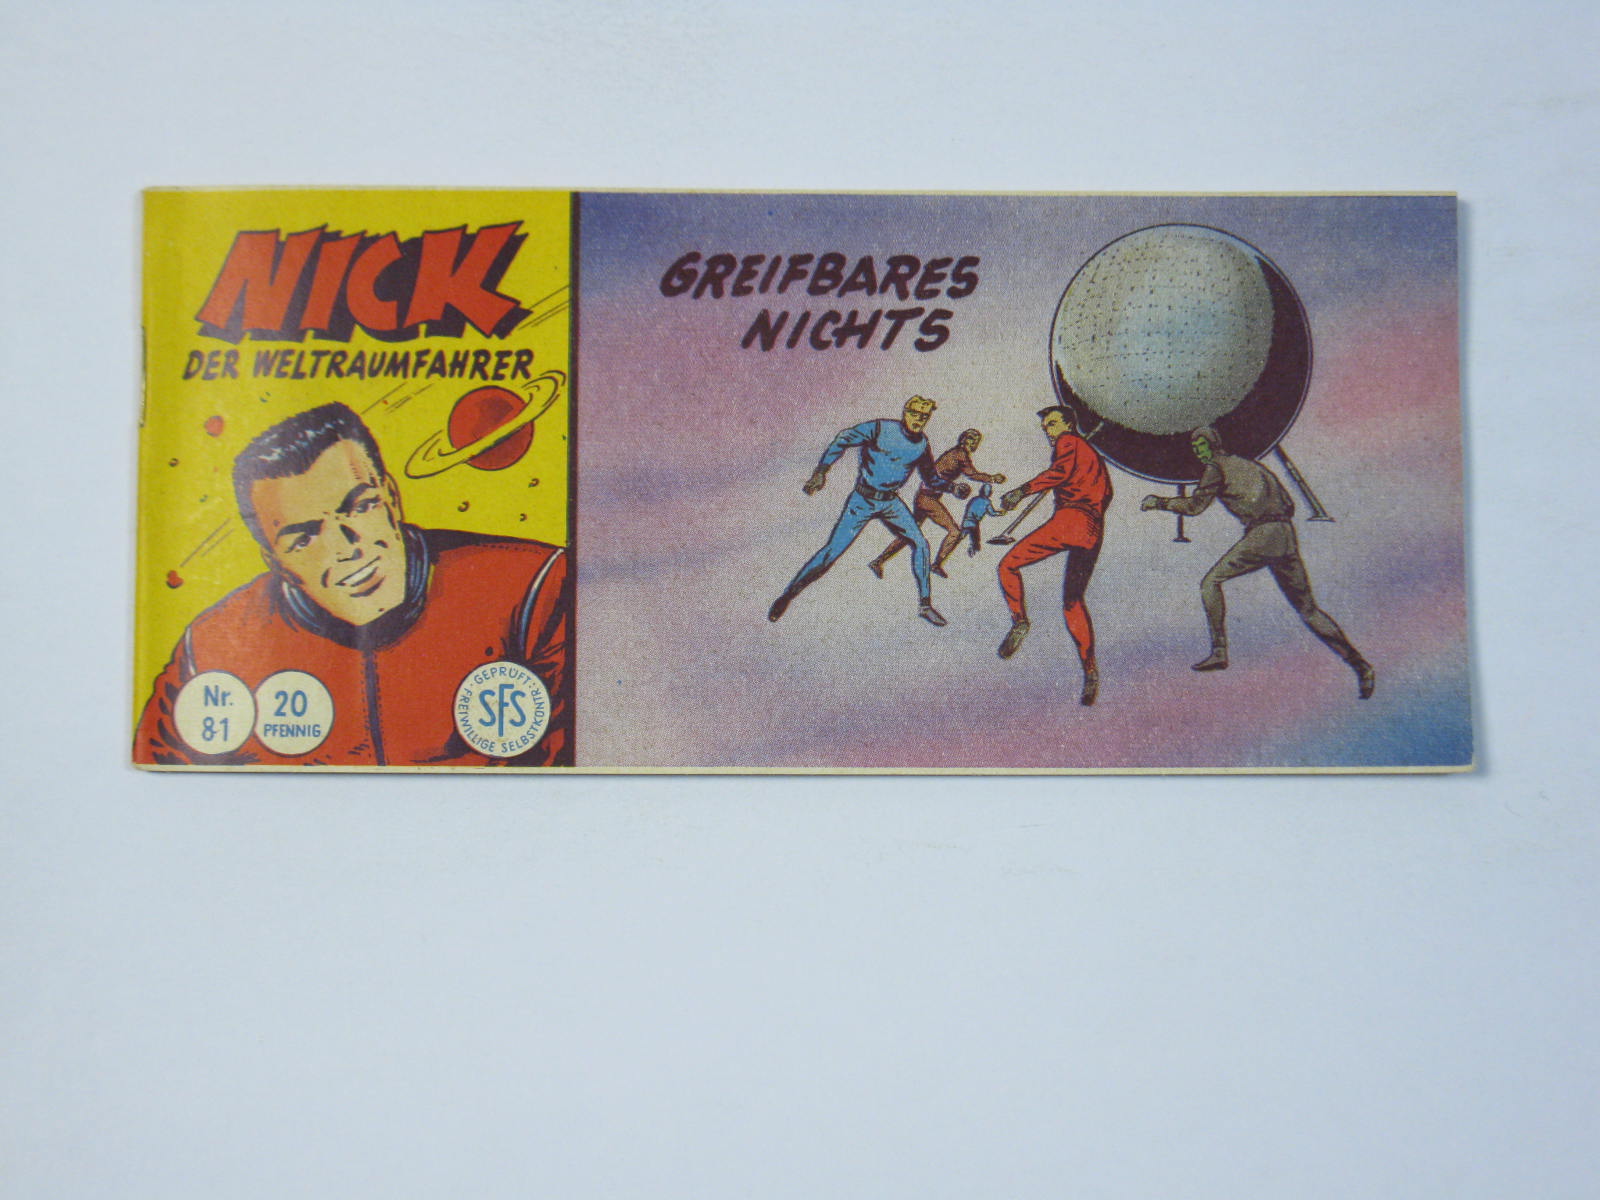 NICK
DER WELTRAUMFAHRER
GREIFBARES
NICHTS
Nr.
81
20
PFENNIG
GEPRÜFT
SFS
FREIWILLIGE SELBSTKONTR.